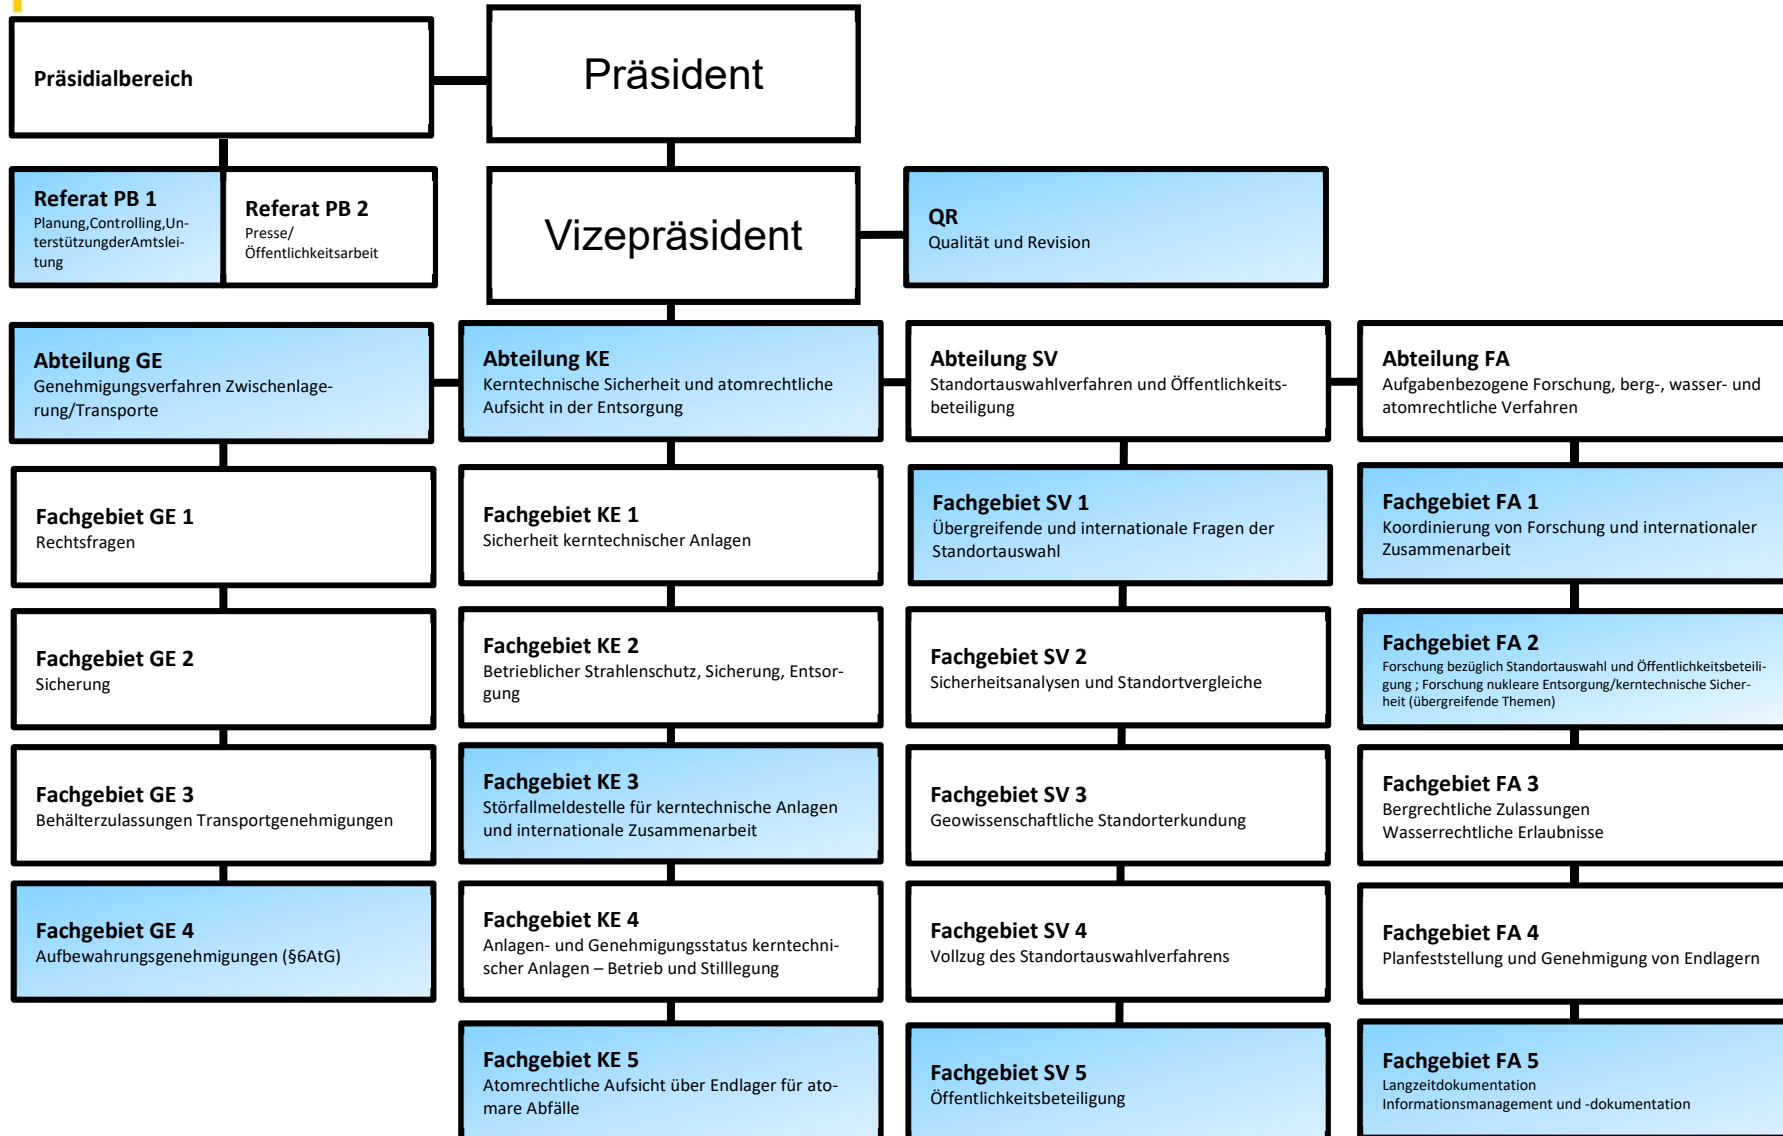 Präsidialbereich
Präsident
Referat PB 1
Planung,Controlling,Un-
terstützungderAmtslei-
tung
Referat PB 2
Presse/
Öffentlichkeitsarbeit
Vizepräsident
QR
Qualität und Revision
Abteilung GE
Genehmigungsverfahren Zwischenlage-
rung/Transporte
Abteilung KE
Kerntechnische Sicherheit und atomrechtliche
Aufsicht in der Entsorgung
Abteilung SV
Standortauswahlverfahren und Öffentlichkeits-
beteiligung
Abteilung FA
Aufgabenbezogene Forschung, berg-, wasser- und
atomrechtliche Verfahren
Fachgebiet GE 1
Rechtsfragen
Fachgebiet KE 1
Sicherheit kerntechnischer Anlagen
Fachgebiet SV 1
Übergreifende und internationale Fragen der
Standortauswahl
Fachgebiet FA 1
Koordinierung von Forschung und internationaler
Zusammenarbeit
Fachgebiet GE 2
Sicherung
Fachgebiet KE 2
Betrieblicher Strahlenschutz, Sicherung, Entsor-
gung
Fachgebiet SV 2
Sicherheitsanalysen und Standortvergleiche
Fachgebiet FA 2
Forschung bezüglich Standortauswahl und Öffentlichkeitsbeteili-
gung ; Forschung nukleare Entsorgung/kerntechnische Sicher-
heit (übergreifende Themen)
Fachgebiet GE 3
Behälterzulassungen Transportgenehmigungen
Fachgebiet KE 3
Störfallmeldestelle für kerntechnische Anlagen
und internationale Zusammenarbeit
Fachgebiet SV 3
Geowissenschaftliche Standorterkundung
Fachgebiet FA 3
Bergrechtliche Zulassungen
Wasserrechtliche Erlaubnisse
Fachgebiet GE 4
Aufbewahrungsgenehmigungen (§6AtG)
Fachgebiet KE 4
Anlagen- und Genehmigungsstatus kerntechni-
scher Anlagen – Betrieb und Stilllegung
Fachgebiet SV 4
Vollzug des Standortauswahlverfahrens
Fachgebiet FA 4
Planfeststellung und Genehmigung von Endlagern
Fachgebiet KE 5
Atomrechtliche Aufsicht über Endlager für ato-
mare Abfälle
Fachgebiet SV 5
Öffentlichkeitsbeteiligung
Fachgebiet FA 5
Langzeitdokumentation
Informationsmanagement und -dokumentation